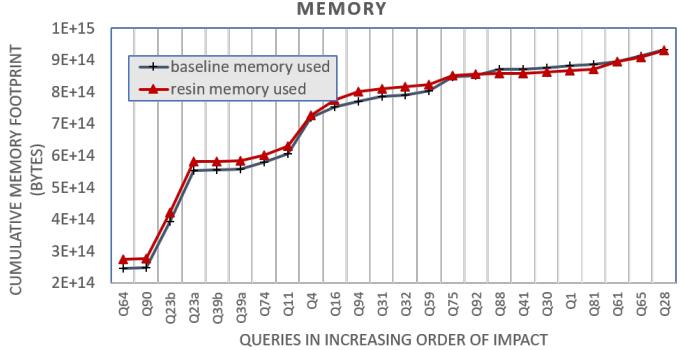 MEMORY
1E+15
9E+14
8E+14
7E+14
6E+14
5E+14
4E+14
3E+14
2E+14
CUMULATIVE MEMORY FOOTPRINT
(BYTES)
baseline memory used
resin memory used
Q64 Q90 Q23b Q23a Q39b Q39a Q74 Q11 Q4 Q16 Q94 Q31 Q32 Q59 Q75 Q92 Q88 Q41 Q30 Q1 Q81 Q61 Q65 Q28
QUERIES IN INCREASING ORDER OF IMPACT